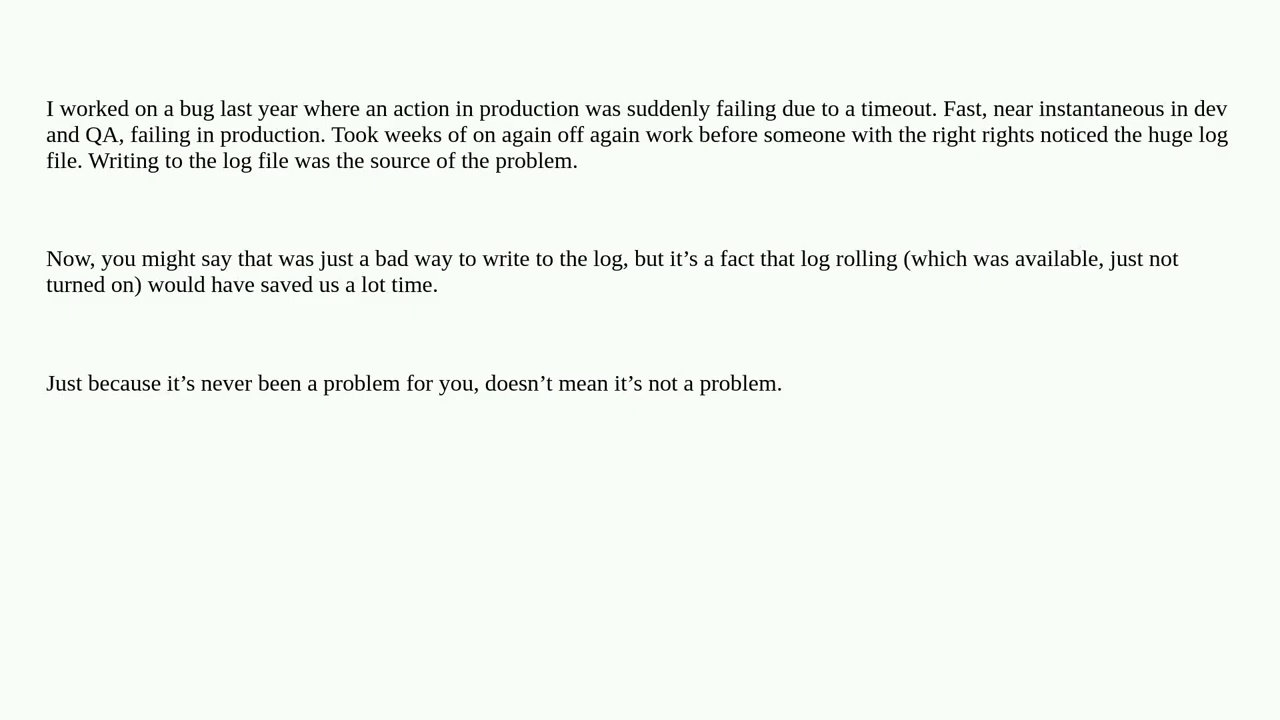 I worked on a bug last year where an action in production was suddenly failing due to a timeout. Fast, near instantaneous in dev
and QA, failing in production. Took weeks of on again off again work before someone with the right rights noticed the huge log
file. Writing to the log file was the source of the problem.
Now, you might say that was just a bad way to write to the log, but it’s a fact that log rolling (which was available, just not
turned on) would have saved us a lot time.
Just because it’s never been a problem for you, doesn’t mean it’s not a problem.